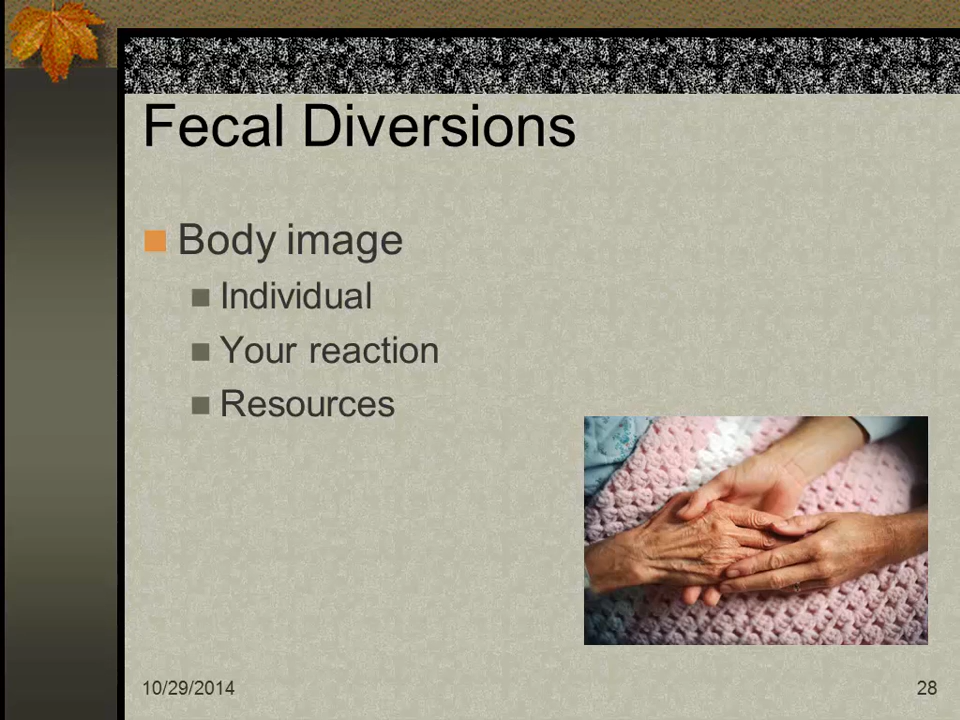 Fecal Diversions
Body image
Individual
Your reaction
Resources
10/29/2014
28